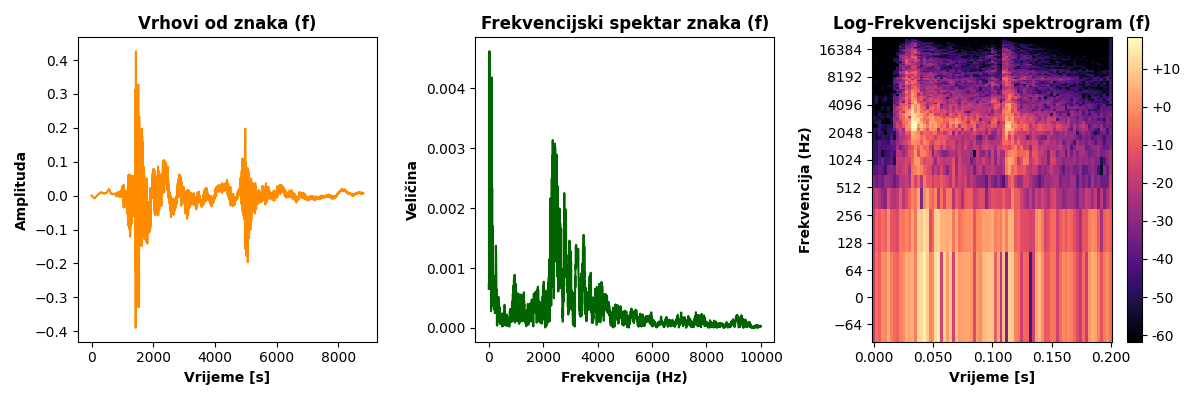 Vrhovi od znaka (f)
0.4
0.3
0.2
0.1
0.0
−0.1
−0.2
−0.3
−0.4
Amplituda
0 2000 4000 6000 8000
Vrijeme [s]
Frekvencijski spektar znaka (f)
0.004
0.003
0.002
0.001
0.000
Veličina
0 2000 4000 6000 8000 10000
Frekvencija (Hz)
Log-Frekvencijski spektrogram (f)
16384
8192
4096
2048
1024
512
256
128
64
0
−64
Frekvencija (Hz)
0.000 0.050 0.100 0.150 0.200
Vrijeme [s]
+10
+0
-10
-20
-30
-40
-50
-60